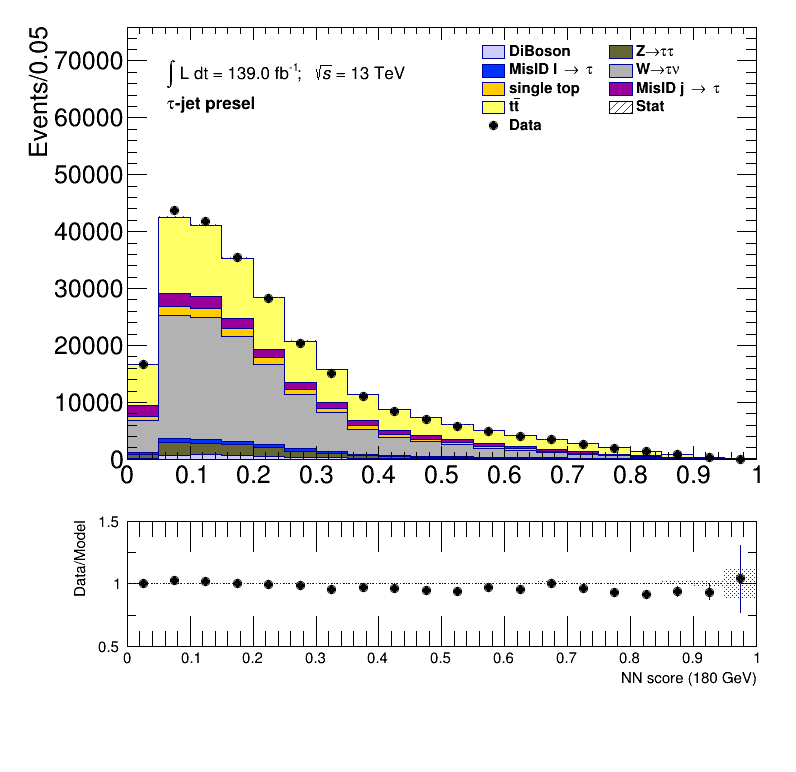 Events/0.05
70000
60000
50000
40000
30000
20000
10000
0
∫ L dt = 139.0 fb⁻¹; √s = 13 TeV
τ-jet presel
DiBoson
MisID l → τ
single top
tt̄
Data
Z→ττ
W→τν
MisID j → τ
Stat
0 0.1 0.2 0.3 0.4 0.5 0.6 0.7 0.8 0.9 1
Data/Model
1.5
1
0.5
0 0.1 0.2 0.3 0.4 0.5 0.6 0.7 0.8 0.9 1
NN score (180 GeV)